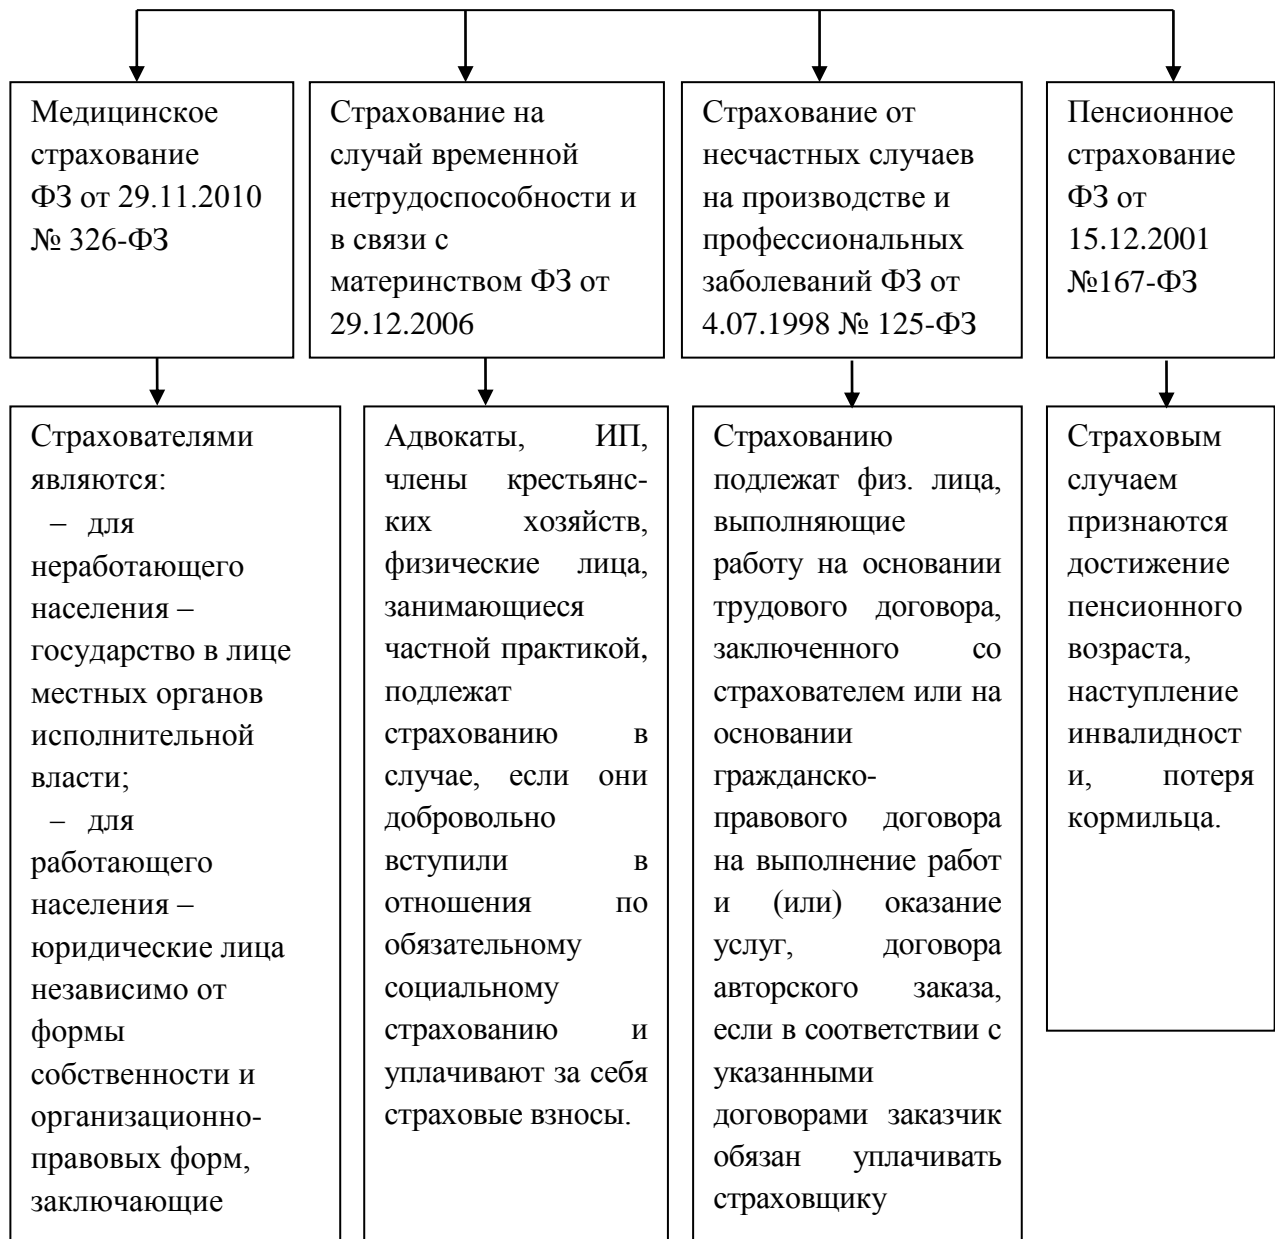 Медицинское
страхование
ФЗ от 29.11.2010
№ 326-ФЗ
Страхование на
случай временной
нетрудоспособности и
в связи с
материнством ФЗ от
29.12.2006
Страхование от
несчастных случаев
на производстве и
профессиональных
заболеваний ФЗ от
4.07.1998 № 125-ФЗ
Пенсионное
страхование
ФЗ от
15.12.2001
№167-ФЗ
Страхователями
являются:
– для
неработающего
населения –
государство в лице
местных органов
исполнительной
власти;
– для
работающего
населения –
юридические лица
независимо от
формы
собственности и
организационно-
правовых форм,
заключающие
Адвокаты, ИП,
члены крестьянс-
ких хозяйств,
физические лица,
занимающиеся
частной практикой,
подлежат
страхованию в
случае, если они
добровольно
вступили в
отношения по
обязательному
социальному
страхованию и
уплачивают за себя
страховые взносы.
Страхованию
подлежат физ. лица,
выполняющие
работу на основании
трудового договора,
заключенного со
страхователем или на
основании
гражданско-
правового договора
на выполнение работ
и (или) оказание
услуг, договора
авторского заказа,
если в соответствии с
указанными
договорами заказчик
обязан уплачивать
страховщику
Страховым
случаем
признаются
достижение
пенсионного
возраста,
наступление
инвалидност
и, потеря
кормильца.